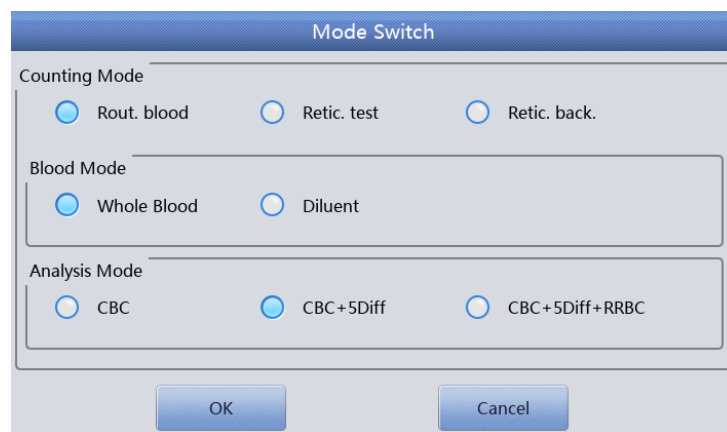 Mode Switch
Counting Mode
Rout. blood Retic. test Retic. back.
Blood Mode
Whole Blood Diluent
Analysis Mode
CBC CBC+5Diff CBC+5Diff+RRBC
OK Cancel